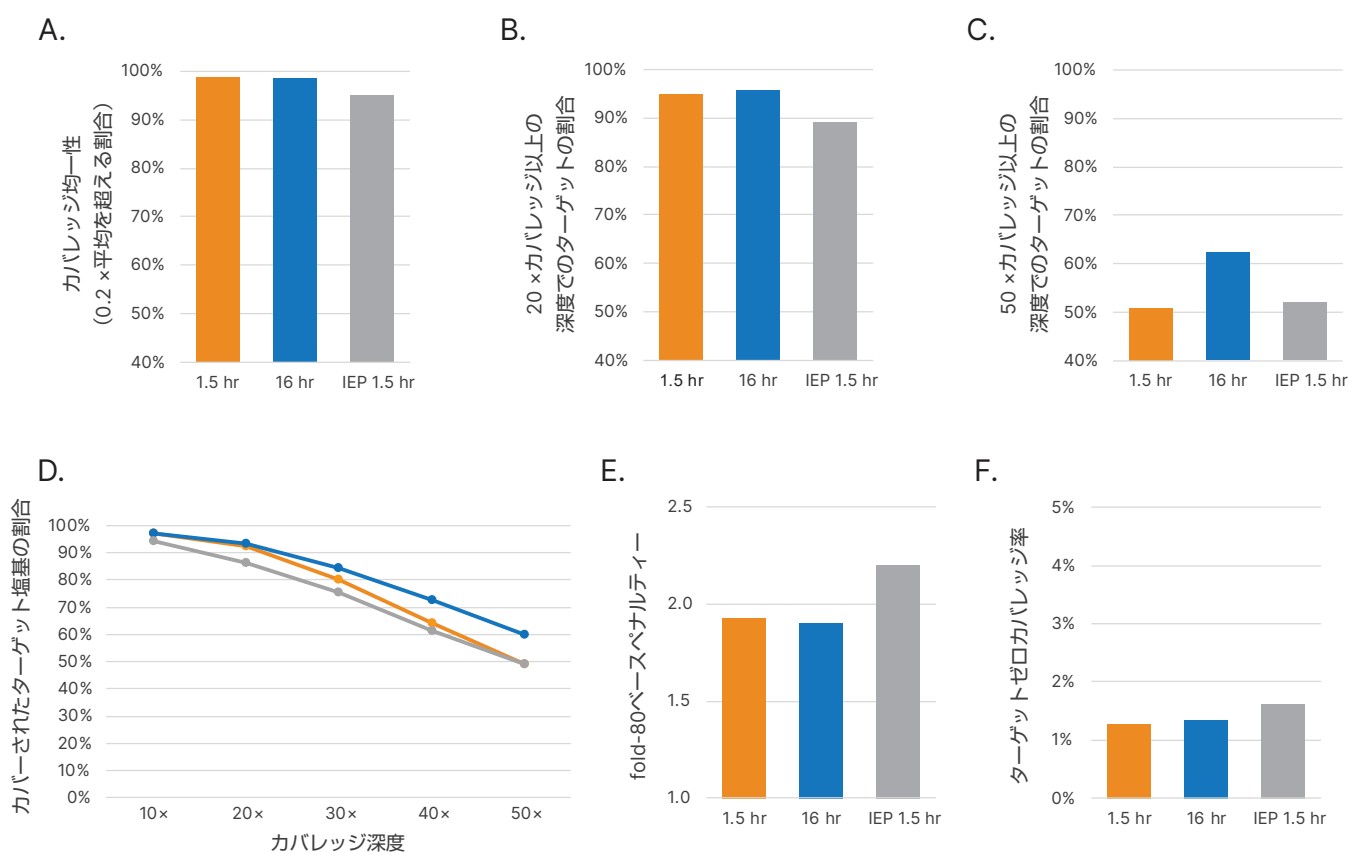 A.
カバレッジ均一性
（0.2 ×平均を超える割合）
100%
90%
80%
70%
60%
50%
40%
1.5 hr
16 hr
IEP 1.5 hr
B.
20 ×カバレッジ以上の
深度でのターゲットの割合
100%
90%
80%
70%
60%
50%
40%
1.5 hr
16 hr
IEP 1.5 hr
C.
50 ×カバレッジ以上の
深度でのターゲットの割合
100%
90%
80%
70%
60%
50%
40%
1.5 hr
16 hr
IEP 1.5 hr
D.
カバーされたターゲット塩基の割合
100%
90%
80%
70%
60%
50%
40%
30%
20%
10%
0%
10×
20×
30×
40×
50×
カバレッジ深度
E.
fold-80ベースペナルティー
2.5
2.0
1.5
1.0
1.5 hr
16 hr
IEP 1.5 hr
F.
ターゲットゼロカバレッジ率
5%
4%
3%
2%
1%
0%
1.5 hr
16 hr
IEP 1.5 hr